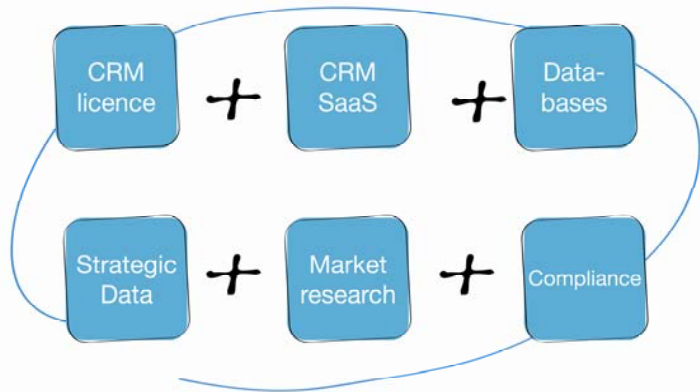 CRM
licence
+
CRM
SaaS
+
Data-
bases
Strategic
Data
+
Market
research
+
Compliance